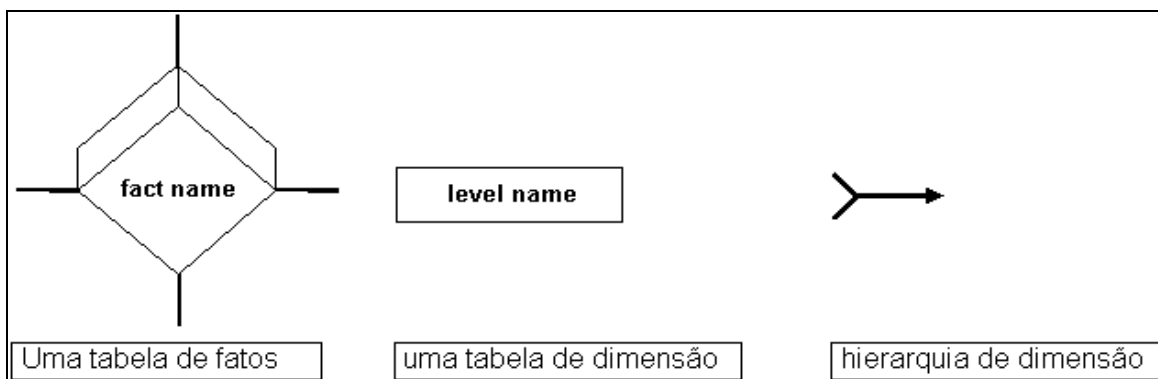 fact name
level name
Uma tabela de fatos
uma tabela de dimensão
hierarquia de dimensão